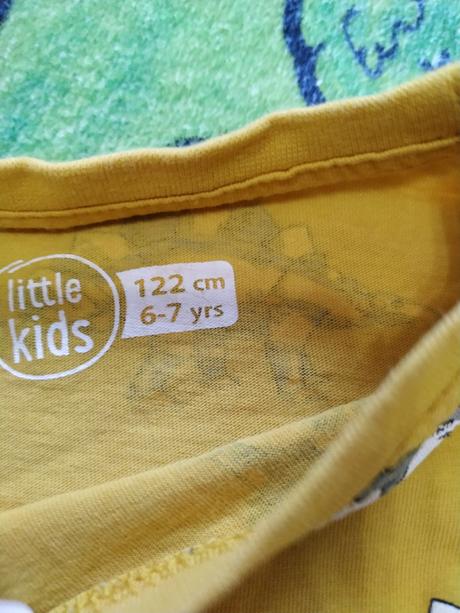 little
kids
122 cm
6-7 yrs